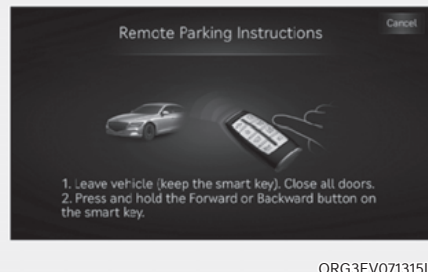 Cancel
Remote Parking Instructions
1. Leave vehicle (keep the smart key). Close all doors.
2. Press and hold the Forward or Backward button on
the smart key.
ORG3EV071315L